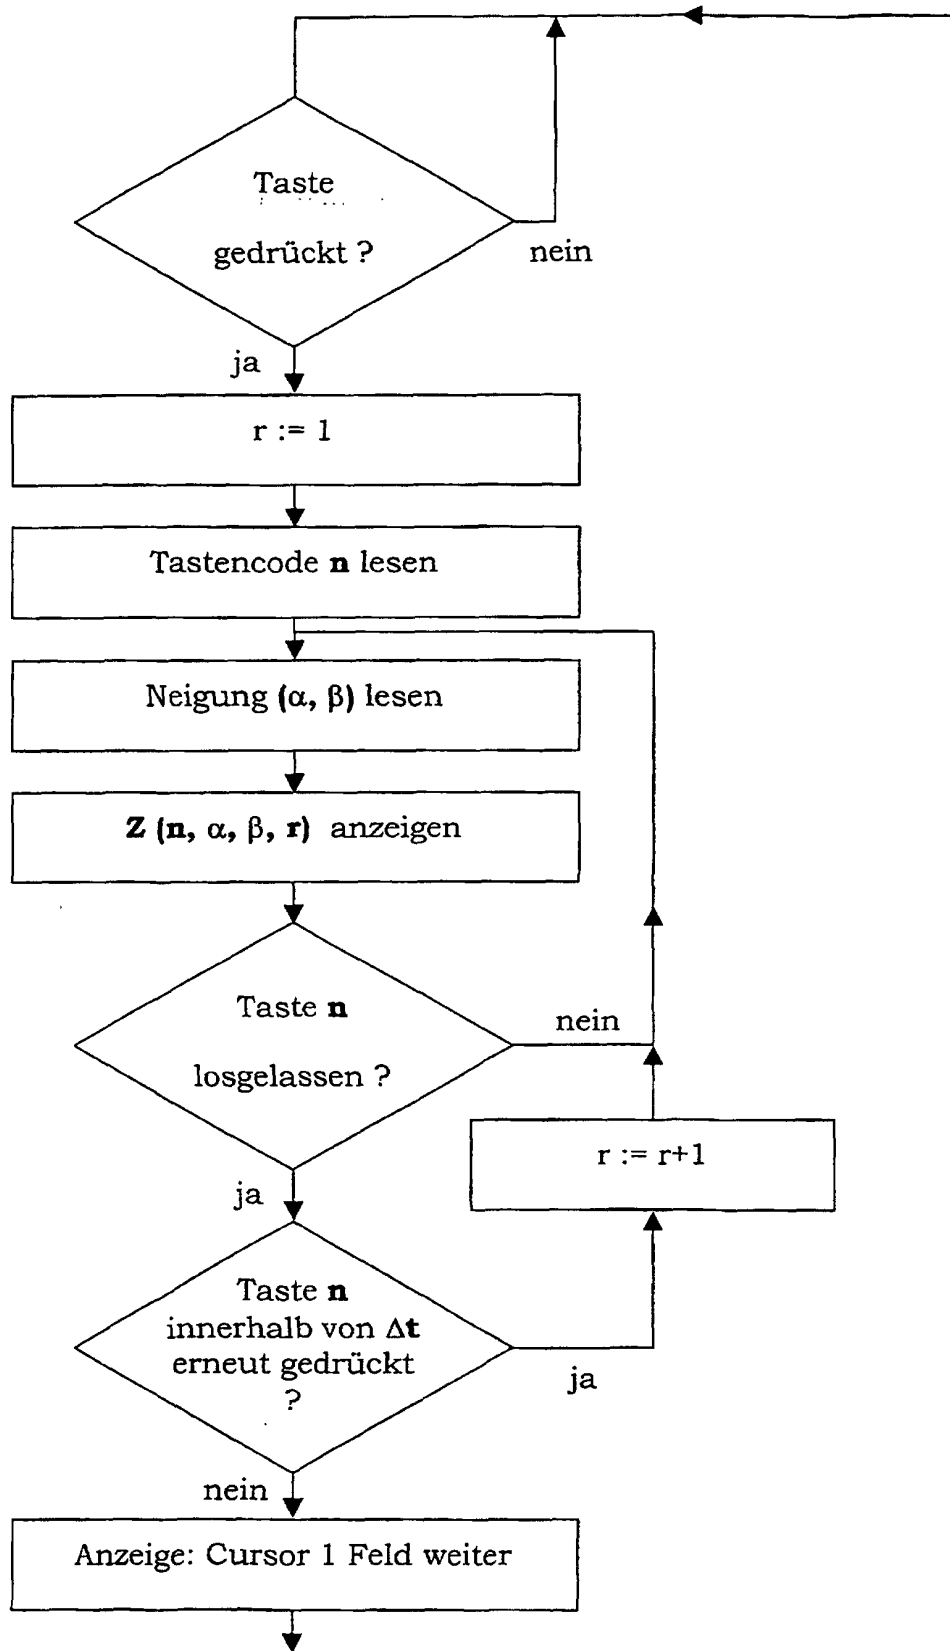 Taste
gedrückt ?
nein
ja
r := 1
Tastencode n lesen
Neigung (α, β) lesen
Z (n, α, β, r) anzeigen
Taste n
losgelassen ?
nein
r := r+1
ja
Taste n
innerhalb von Δt
erneut gedrückt
?
ja
nein
Anzeige: Cursor 1 Feld weiter